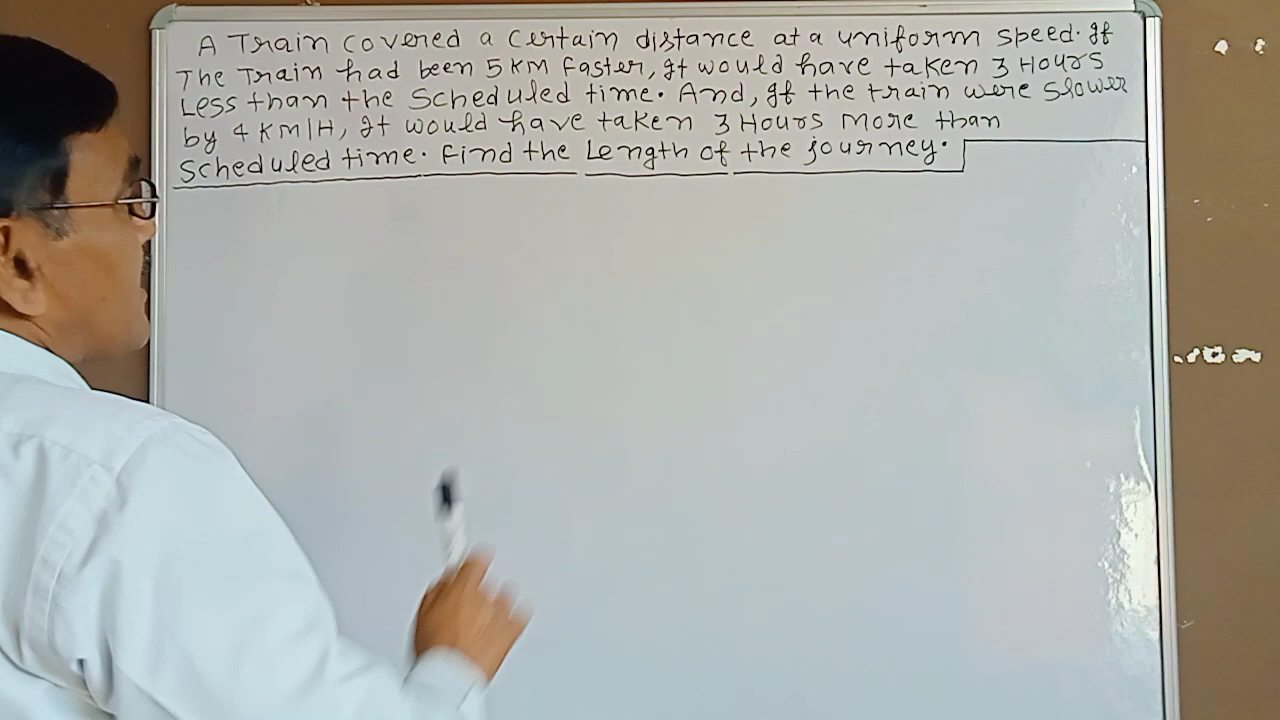 A Train covered a certain distance at a uniform speed. If
The Train had been 5 KM faster, It would have taken 3 Hours
Less than the scheduled time. And, If the train were slower
by 4 KM/H, It would have taken 3 Hours more than
scheduled time. Find the Length of the journey.